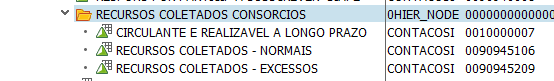 RECURSOS COLETADOS CONSORCIOS 0HIER_NODE 0000000000000
CIRCULANTE E REALIZAVEL A LONGO PRAZO CONTACOSI 0010000007
RECURSOS COLETADOS - NORMAIS CONTACOSI 0090945106
RECURSOS COLETADOS - EXCESSOS CONTACOSI 0090945209